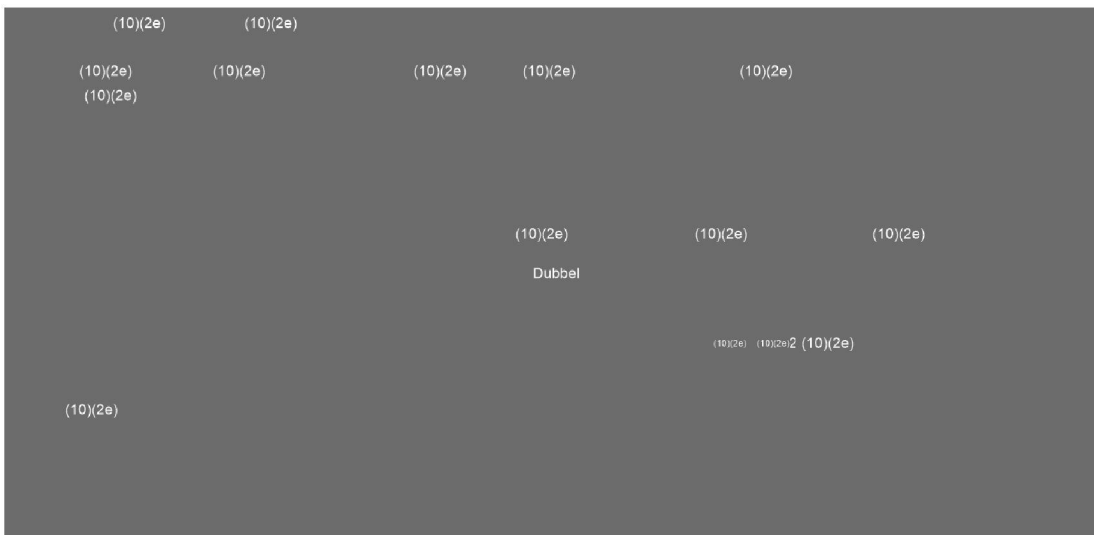 (10)(2e) (10)(2e)
(10)(2e) (10)(2e) (10)(2e) (10)(2e) (10)(2e)
(10)(2e)
(10)(2e) (10)(2e) (10)(2e)
Dubbel
(10)(2e) (10)(2e)2 (10)(2e)
(10)(2e)